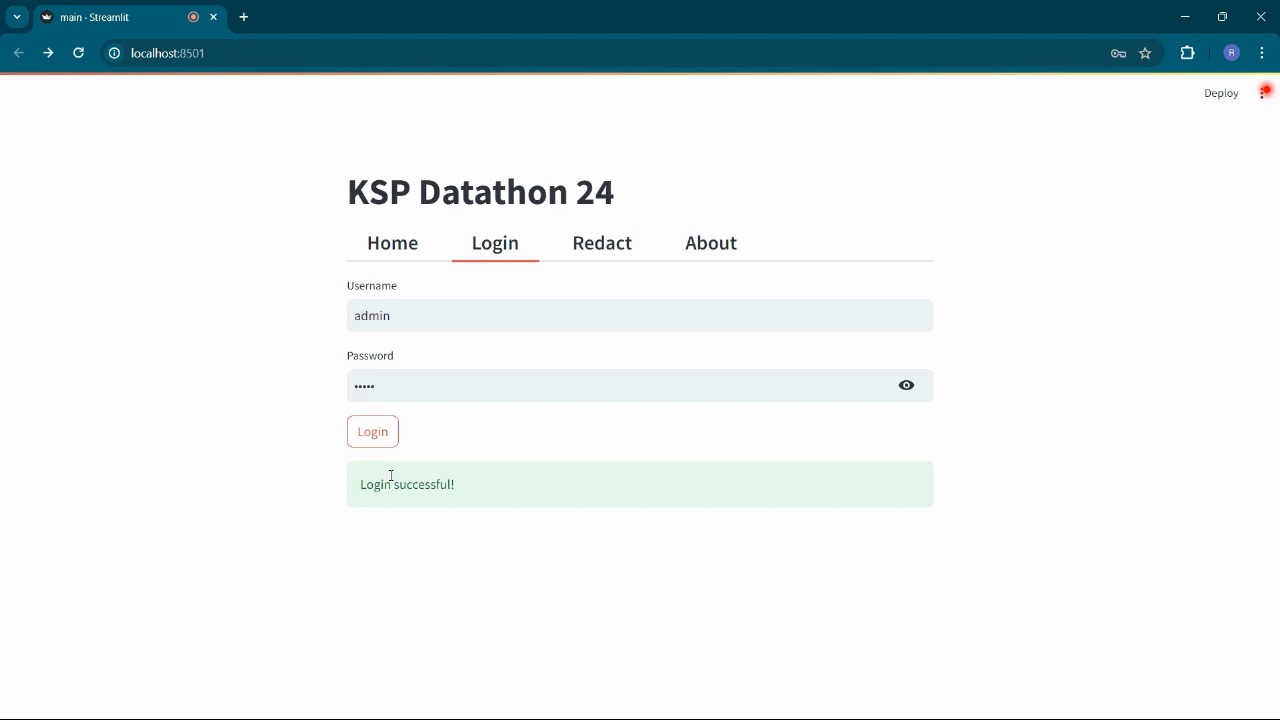 main · Streamlit
localhost:8501
R
Deploy
KSP Datathon 24
Home Login Redact About
Username
admin
Password
•••••
Login
Login successful!